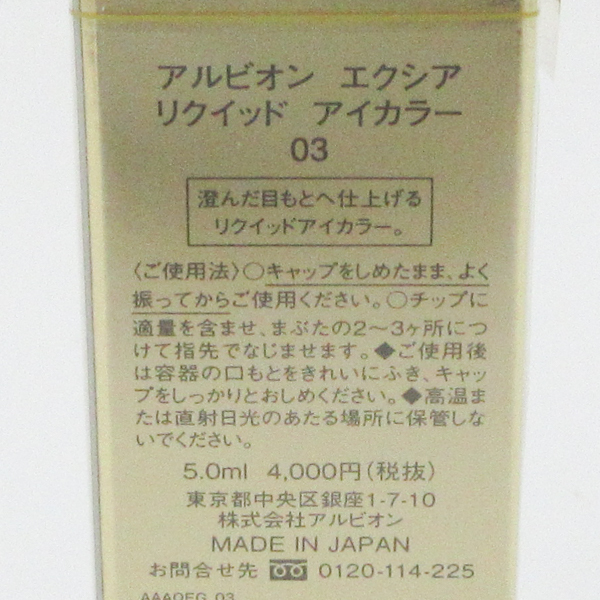 アルビオン エクシア
リクイッド アイカラー
03
澄んだ目もとへ仕上げる
リクイッドアイカラー。
〈ご使用法〉○キャップをしめたまま、よく
振ってからご使用ください。○チップに
適量を含ませ、まぶたの2〜3ヶ所につ
けて指先でなじませます。◆ご使用後
は容器の口もとをきれいにふき、キャッ
プをしっかりとおしめください。◆高温ま
たは直射日光のあたる場所に保管しな
いでください。
5.0ml 4,000円(税抜)
東京都中央区銀座1-7-10
株式会社アルビオン
MADE IN JAPAN
お問合せ先 0120-114-225
AAAOEG 03